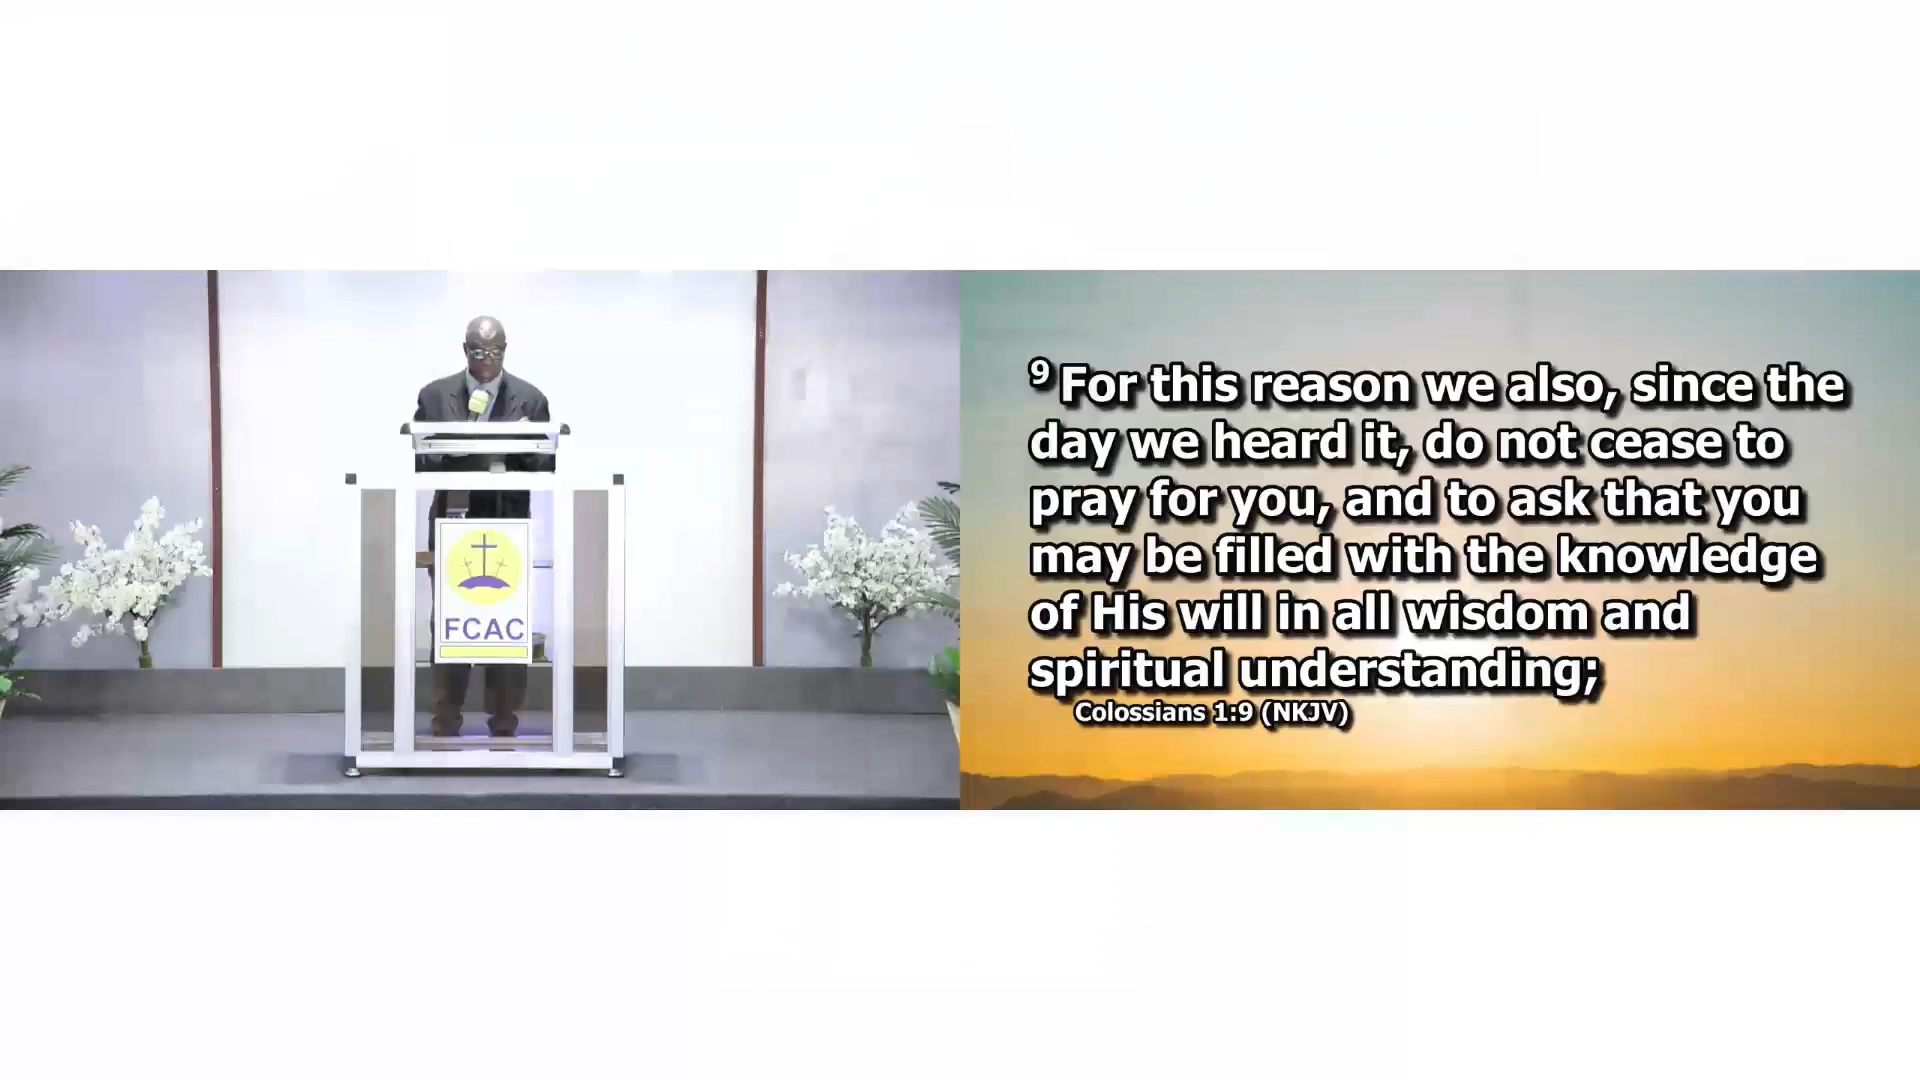 FCAC
9 For this reason we also, since the
day we heard it, do not cease to
pray for you, and to ask that you
may be filled with the knowledge
of His will in all wisdom and
spiritual understanding;
Colossians 1:9 (NKJV)